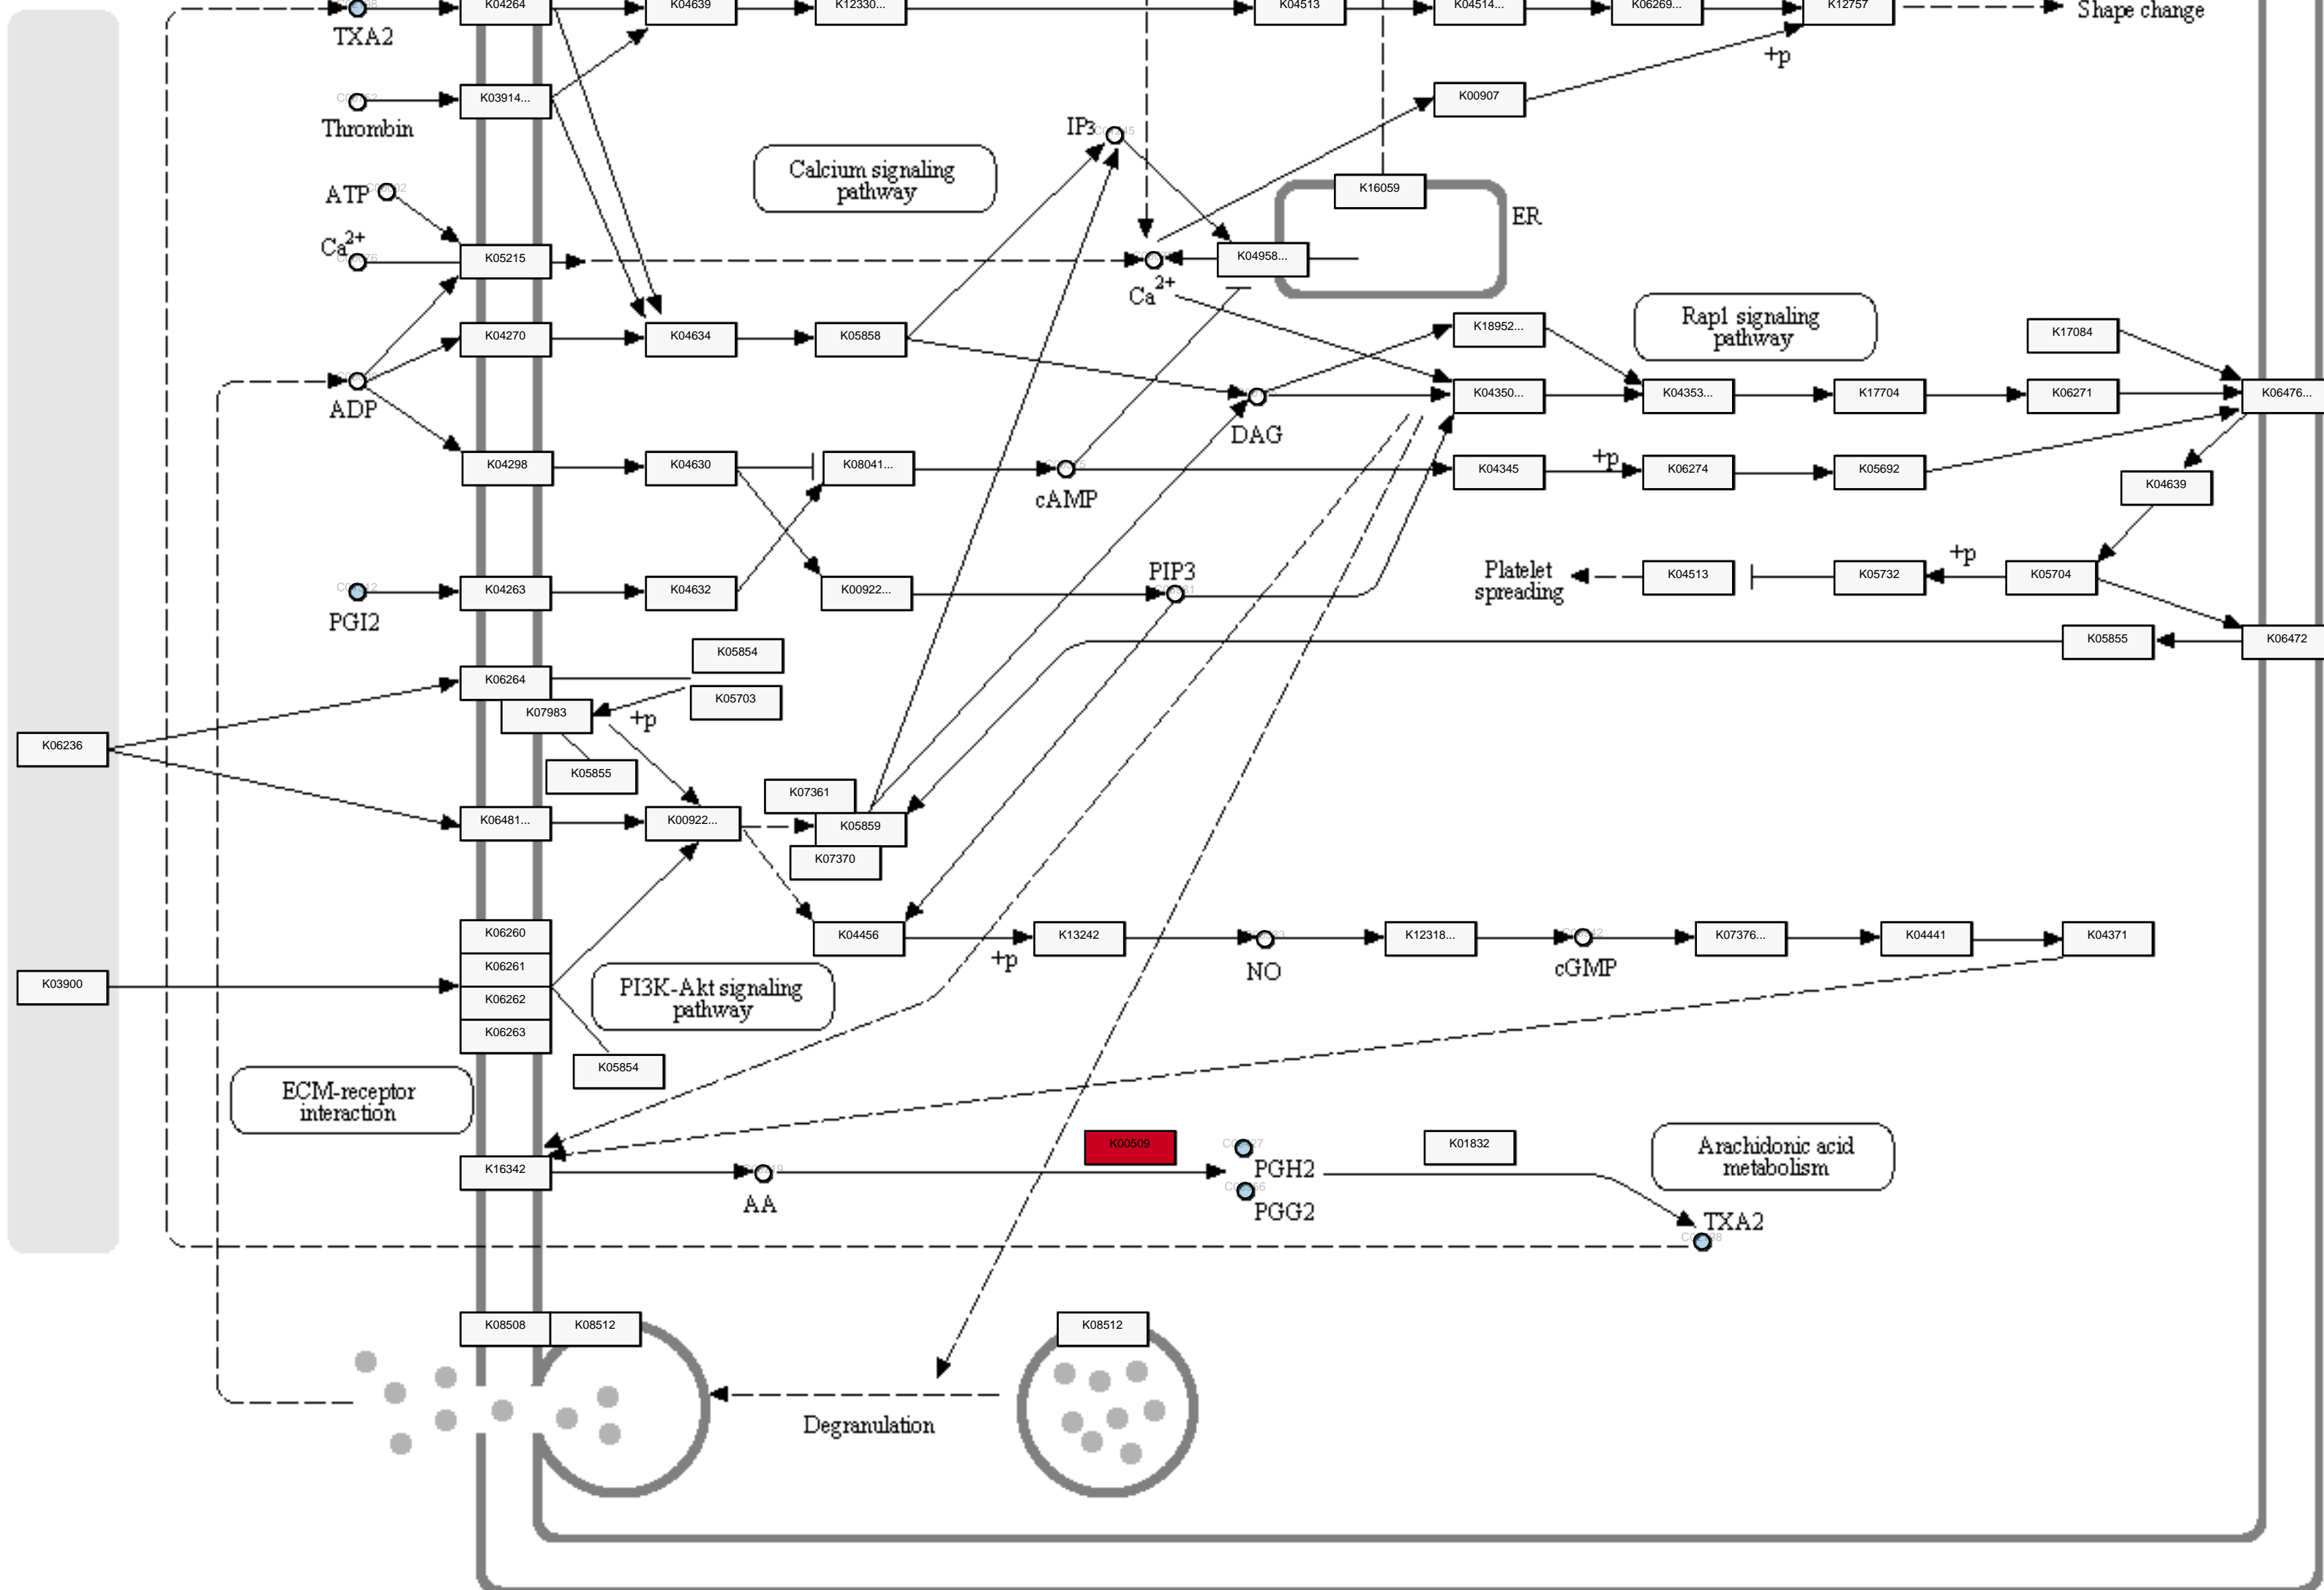 K04264
K04639
K12330...
K04513
K04514...
K06269...
K12757
Shape change
TXA2
+p
K03914...
K00907
Thrombin
IP3
Calcium signaling
pathway
ATP
K16059
ER
Ca2+
K05215
K04958...
Ca2+
K04270
K04634
K05858
K18952...
Rap1 signaling
pathway
K17084
ADP
DAG
K04350...
K04353...
K17704
K06271
K06476...
K04298
K04630
K08041...
cAMP
K04345
+p
K06274
K05692
K04639
PGI2
K04263
K04632
K00922...
PIP3
Platelet
spreading
K04513
K05732
+p
K05704
K05854
K05855
K06472
K06264
K05703
K07983
+p
K06236
K05855
K07361
K06481...
K00922...
K05859
K07370
K06260
K04456
+p
K13242
NO
K12318...
cGMP
K07376...
K04441
K04371
K03900
K06261
K06262
K06263
PI3K-Akt signaling
pathway
K05854
ECM-receptor
interaction
K16342
AA
K00509
PGH2
PGG2
K01832
Arachidonic acid
metabolism
TXA2
K08508
K08512
K08512
Degranulation